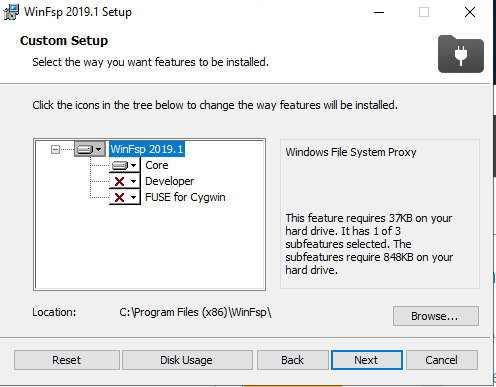 WinFsp 2019.1 Setup
Custom Setup
Select the way you want features to be installed.
Click the icons in the tree below to change the way features will be installed.
WinFsp 2019.1
Core
Developer
FUSE for Cygwin
Windows File System Proxy
This feature requires 37KB on your
hard drive. It has 1 of 3
subfeatures selected. The
subfeatures require 848KB on your
hard drive.
Location:
C:\Program Files (x86)\WinFsp\
Browse...
Reset
Disk Usage
Back
Next
Cancel